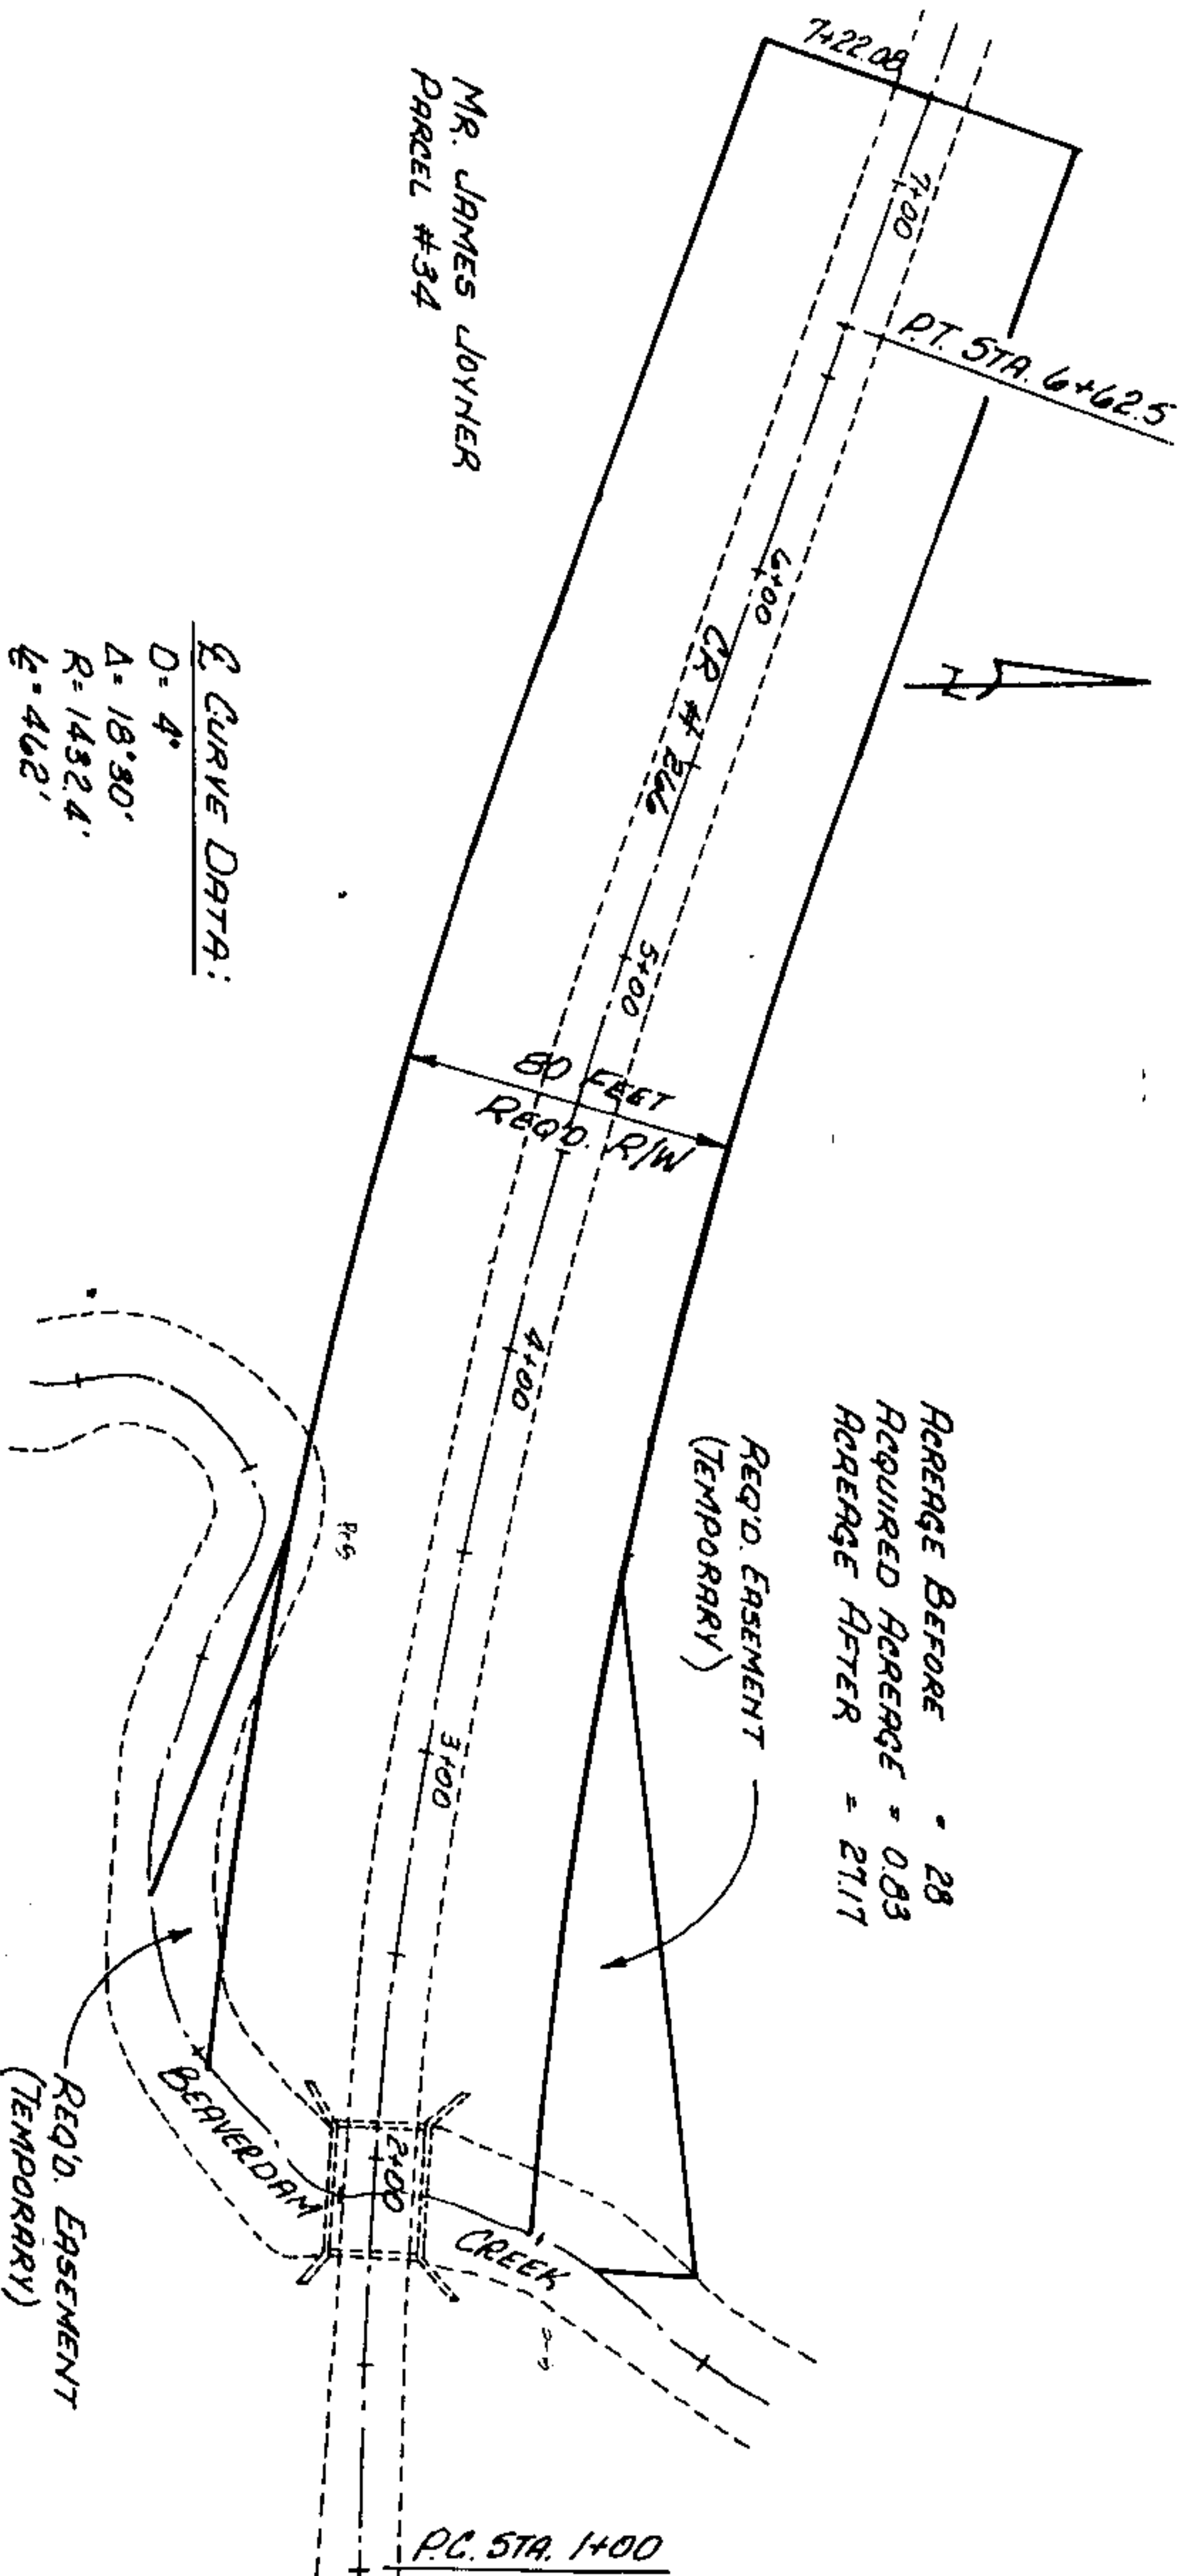 7+22.08
7+00
P.T. STA. 6+62.5
6+00
CR # 266
5+00
80 FEET
REQ'D. R/W
4+00
3+00
2+00
P.C. STA. 1+00
MR. JAMES JOYNER
PARCEL #34
ACREAGE BEFORE = 28
ACQUIRED ACREAGE = 0.83
ACREAGE AFTER = 27.17
REQ'D. EASEMENT
(TEMPORARY)
℄ CURVE DATA:
D= 4°
Δ= 18°30'
R= 1432.4'
BEAVERDAM
CREEK
REQ'D. EASEMENT
(TEMPORARY)